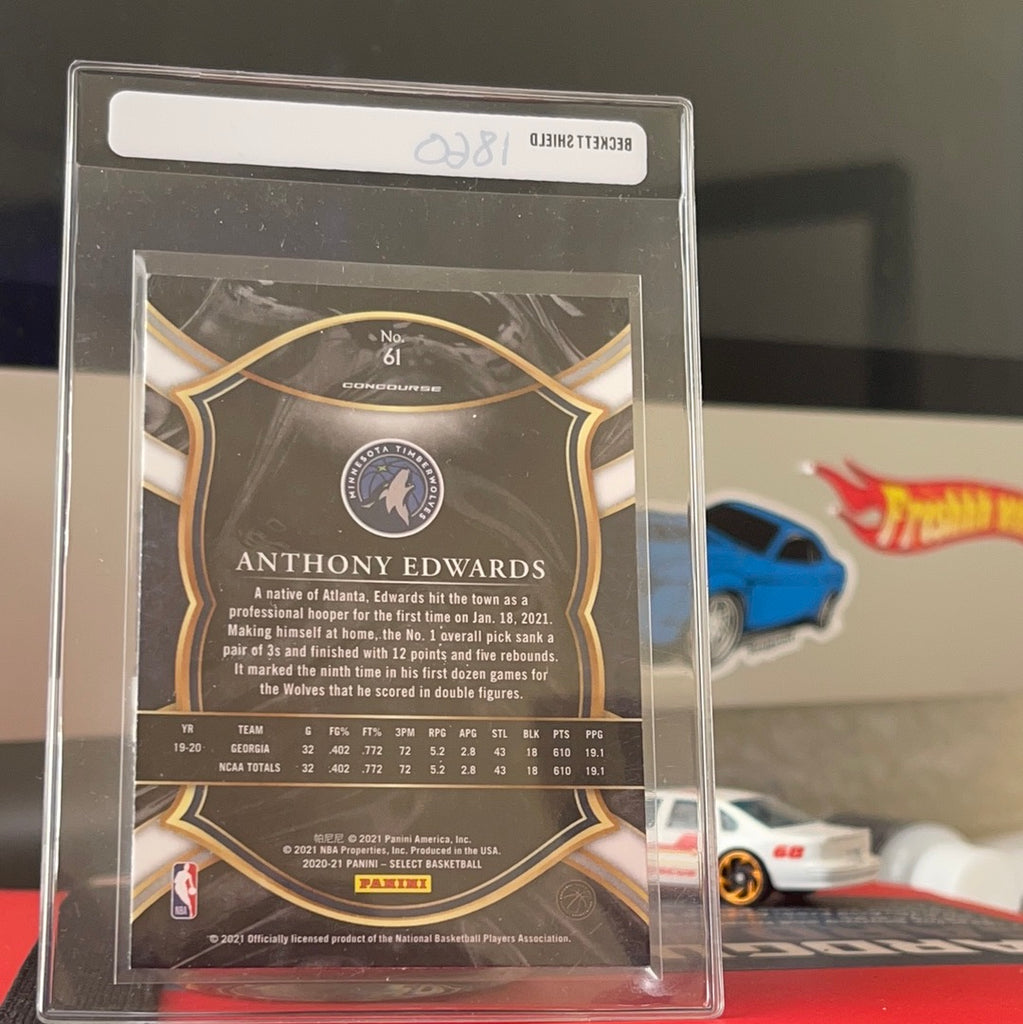 BECKETT SHIELD
1860
No.
61
CONCOURSE
MINNESOTA TIMBERWOLVES
ANTHONY EDWARDS
A native of Atlanta, Edwards hit the town as a
professional hooper for the first time on Jan. 18, 2021.
Making himself at home, the No. 1 overall pick sank a
pair of 3s and finished with 12 points and five rebounds.
It marked the ninth time in his first dozen games for
the Wolves that he scored in double figures.
YR TEAM G FG% FT% 3PM RPG APG STL BLK PTS PPG
19-20 GEORGIA 32 .402 .772 72 5.2 2.8 43 18 610 19.1
NCAA TOTALS 32 .402 .772 72 5.2 2.8 43 18 610 19.1
帕尼尼 © 2021 Panini America, Inc.
© 2021 NBA Properties, Inc. Produced in the USA.
2020-21 PANINI – SELECT BASKETBALL
PANINI
NBA
© 2021 Officially licensed product of the National Basketball Players Association.
Freshhh
68